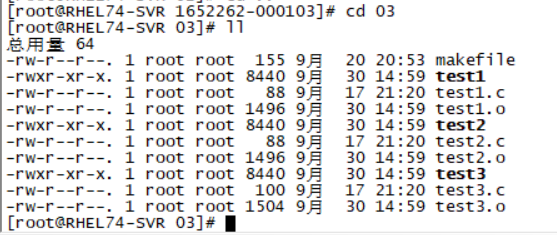 [root@RHEL74-SVR 1652262-000103]# cd 03
[root@RHEL74-SVR 03]# ll
总用量 64
-rw-r--r--. 1 root root  155 9月  20 20:53 makefile
-rwxr-xr-x. 1 root root 8440 9月  30 14:59 test1
-rw-r--r--. 1 root root   88 9月  17 21:20 test1.c
-rw-r--r--. 1 root root 1496 9月  30 14:59 test1.o
-rwxr-xr-x. 1 root root 8440 9月  30 14:59 test2
-rw-r--r--. 1 root root   88 9月  17 21:20 test2.c
-rw-r--r--. 1 root root 1496 9月  30 14:59 test2.o
-rwxr-xr-x. 1 root root 8440 9月  30 14:59 test3
-rw-r--r--. 1 root root  100 9月  17 21:20 test3.c
-rw-r--r--. 1 root root 1504 9月  30 14:59 test3.o
[root@RHEL74-SVR 03]#